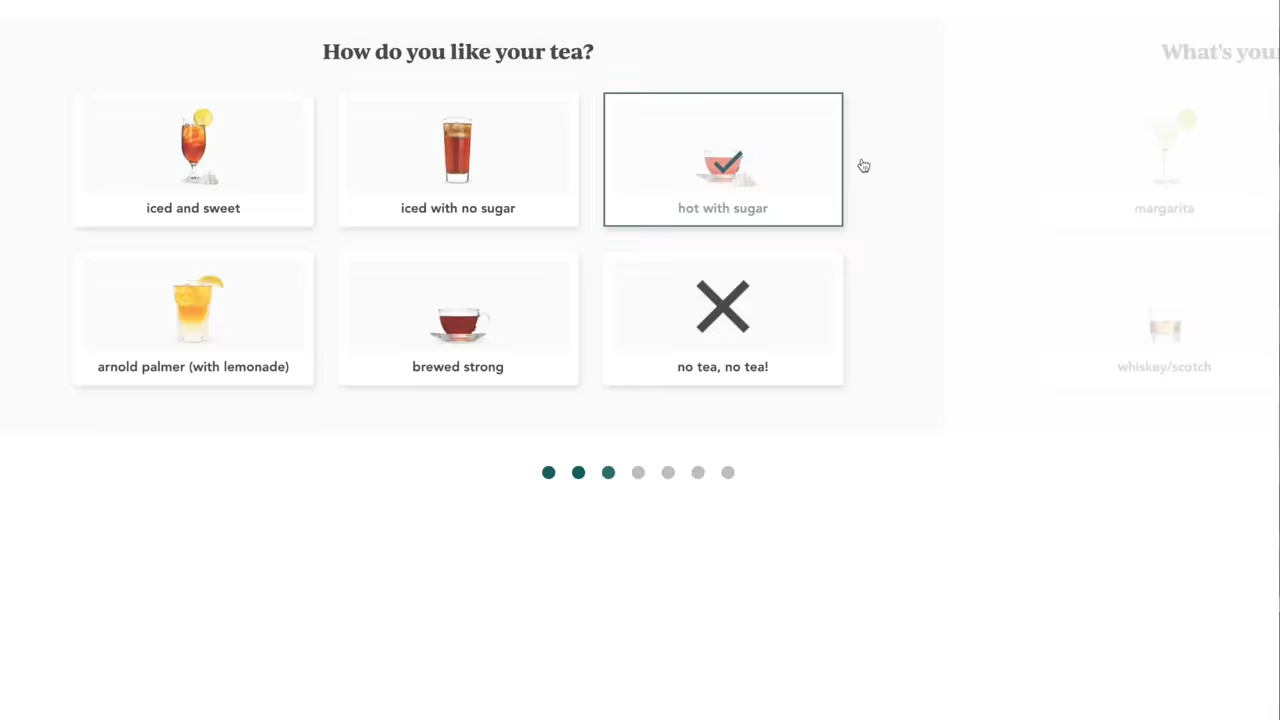 How do you like your tea?
What's you
iced and sweet
iced with no sugar
hot with sugar
margarita
arnold palmer (with lemonade)
brewed strong
no tea, no tea!
whiskey/scotch